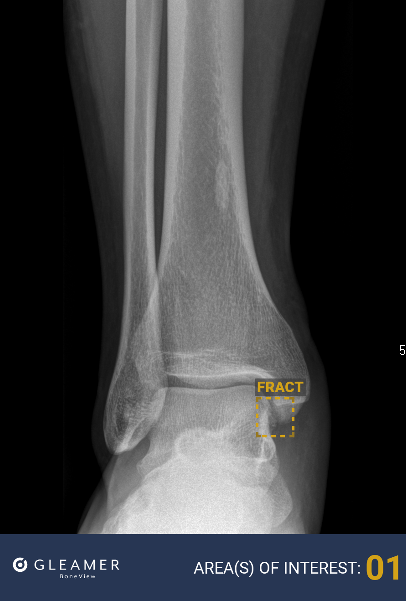 5
FRACT
GLEAMER
BoneView
AREA(S) OF INTEREST: 01